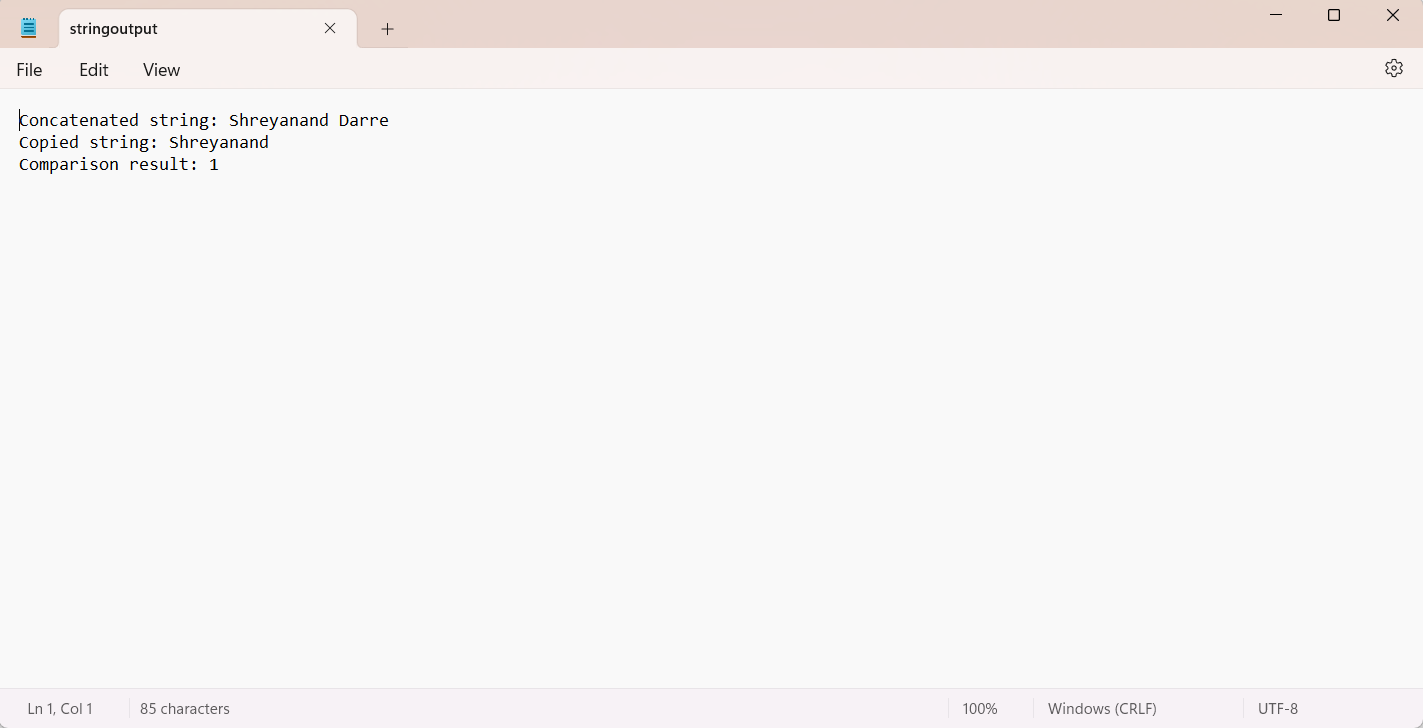 stringoutput
File Edit View
Concatenated string: Shreyanand Darre
Copied string: Shreyanand
Comparison result: 1
Ln 1, Col 1 85 characters 100% Windows (CRLF) UTF-8